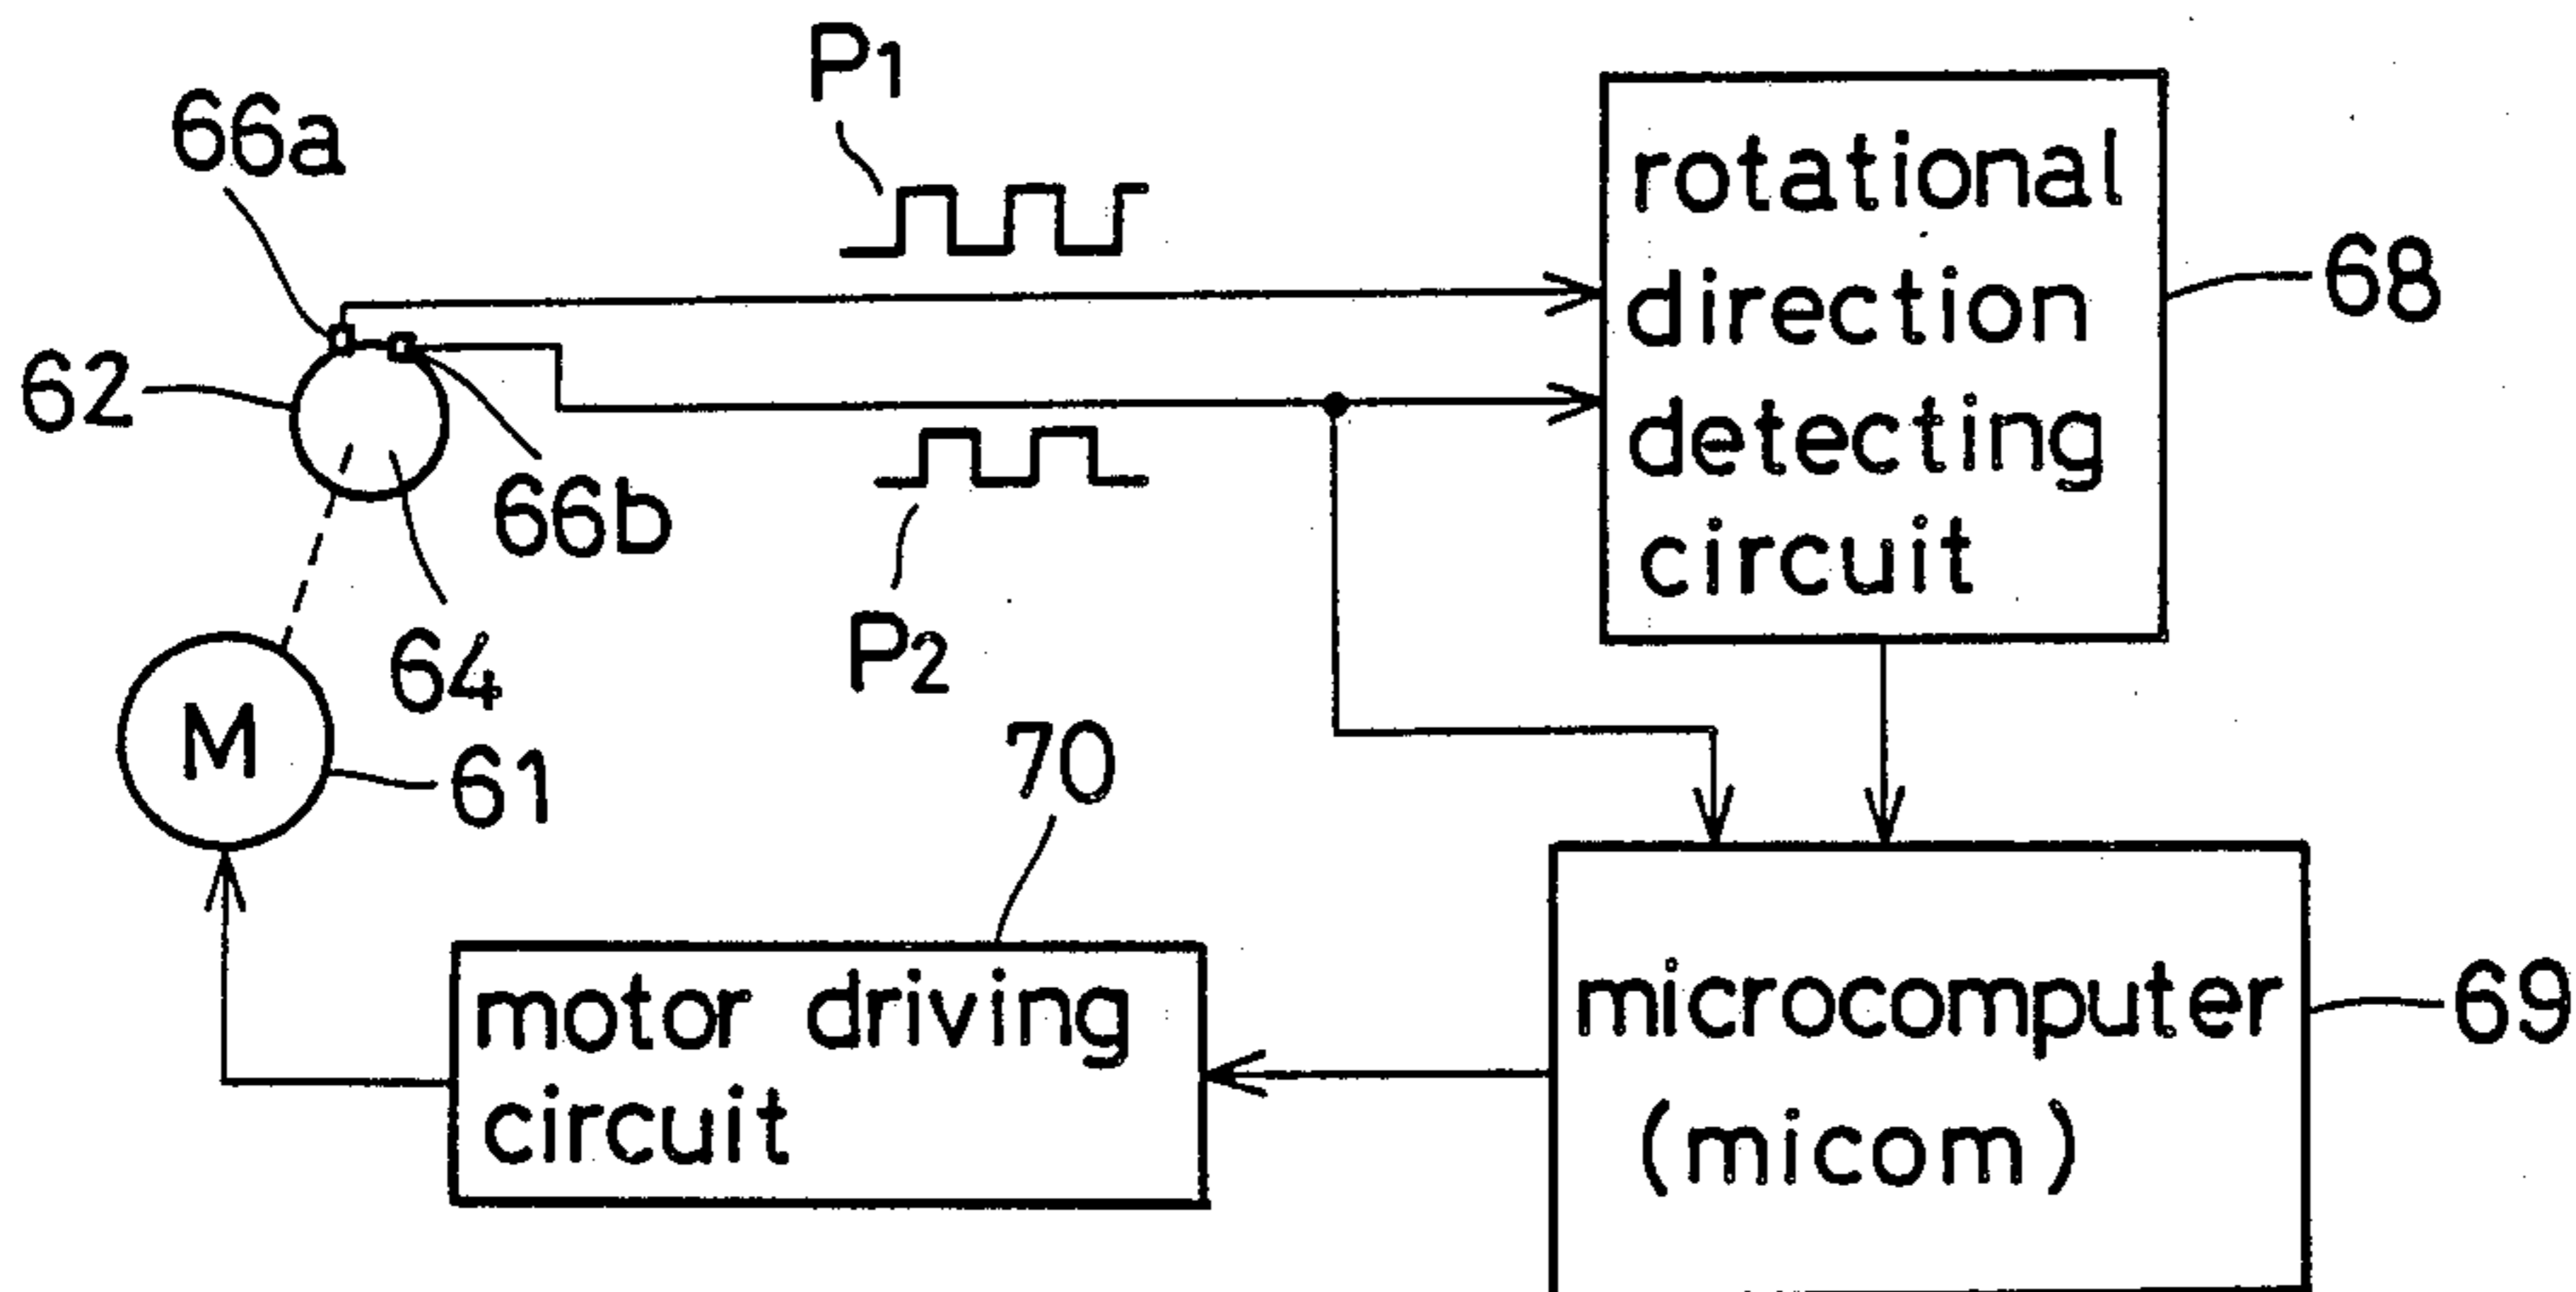 P1
66a
rotational
direction
detecting
circuit
68
62
66b
P2
64
M
61
70
motor driving
circuit
microcomputer
(micom)
69